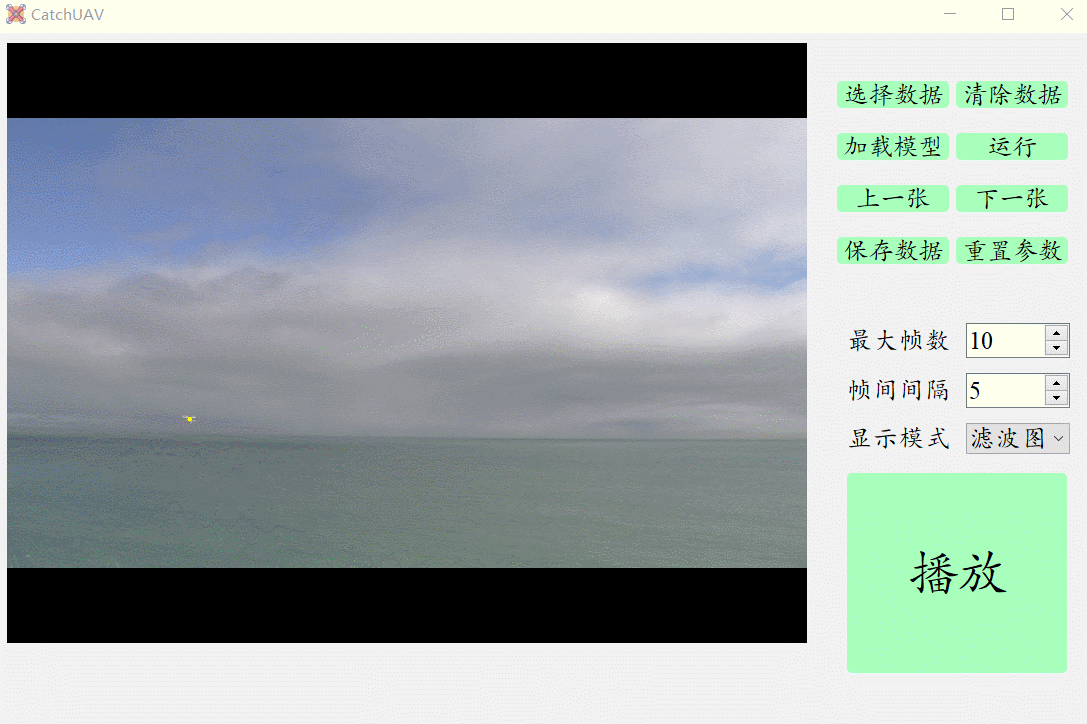 CatchUAV
选择数据 清除数据
加载模型 运行
上一张 下一张
保存数据 重置参数
最大帧数 10
帧间间隔 5
显示模式 滤波图
播放